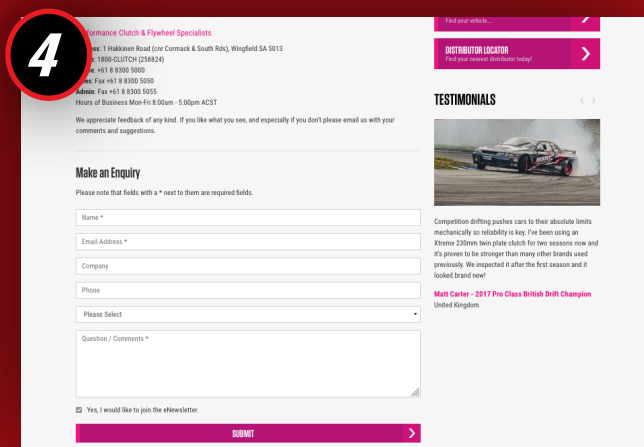 4
formance Clutch & Flywheel Specialists
ess: 1 Hakkinen Road (cnr Cormack & South Rds), Wingfield SA 5013
: 1800-CLUTCH (258824)
ne: +61 8 8300 5000
les: Fax +61 8 8300 5050
Admin: Fax +61 8 8300 5055
Hours of Business Mon-Fri 8:00am - 5:00pm ACST
We appreciate feedback of any kind. If you like what you see, and especially if you don't please email us with your
comments and suggestions.
Make an Enquiry
Please note that fields with a * next to them are required fields.
Name *
Email Address *
Company
Phone
Please Select
Question / Comments *
Yes, I would like to join the eNewsletter.
SUBMIT
Find your vehicle...
DISTRIBUTOR LOCATOR
Find your nearest distributor today!
TESTIMONIALS
Competition drifting pushes cars to their absolute limits
mechanically so reliability is key. I've been using an
Xtreme 230mm twin plate clutch for two seasons now and
it's proven to be stronger than many other brands used
previously. We inspected it after the first season and it
looked brand new!
Matt Carter - 2017 Pro Class British Drift Champion
United Kingdom